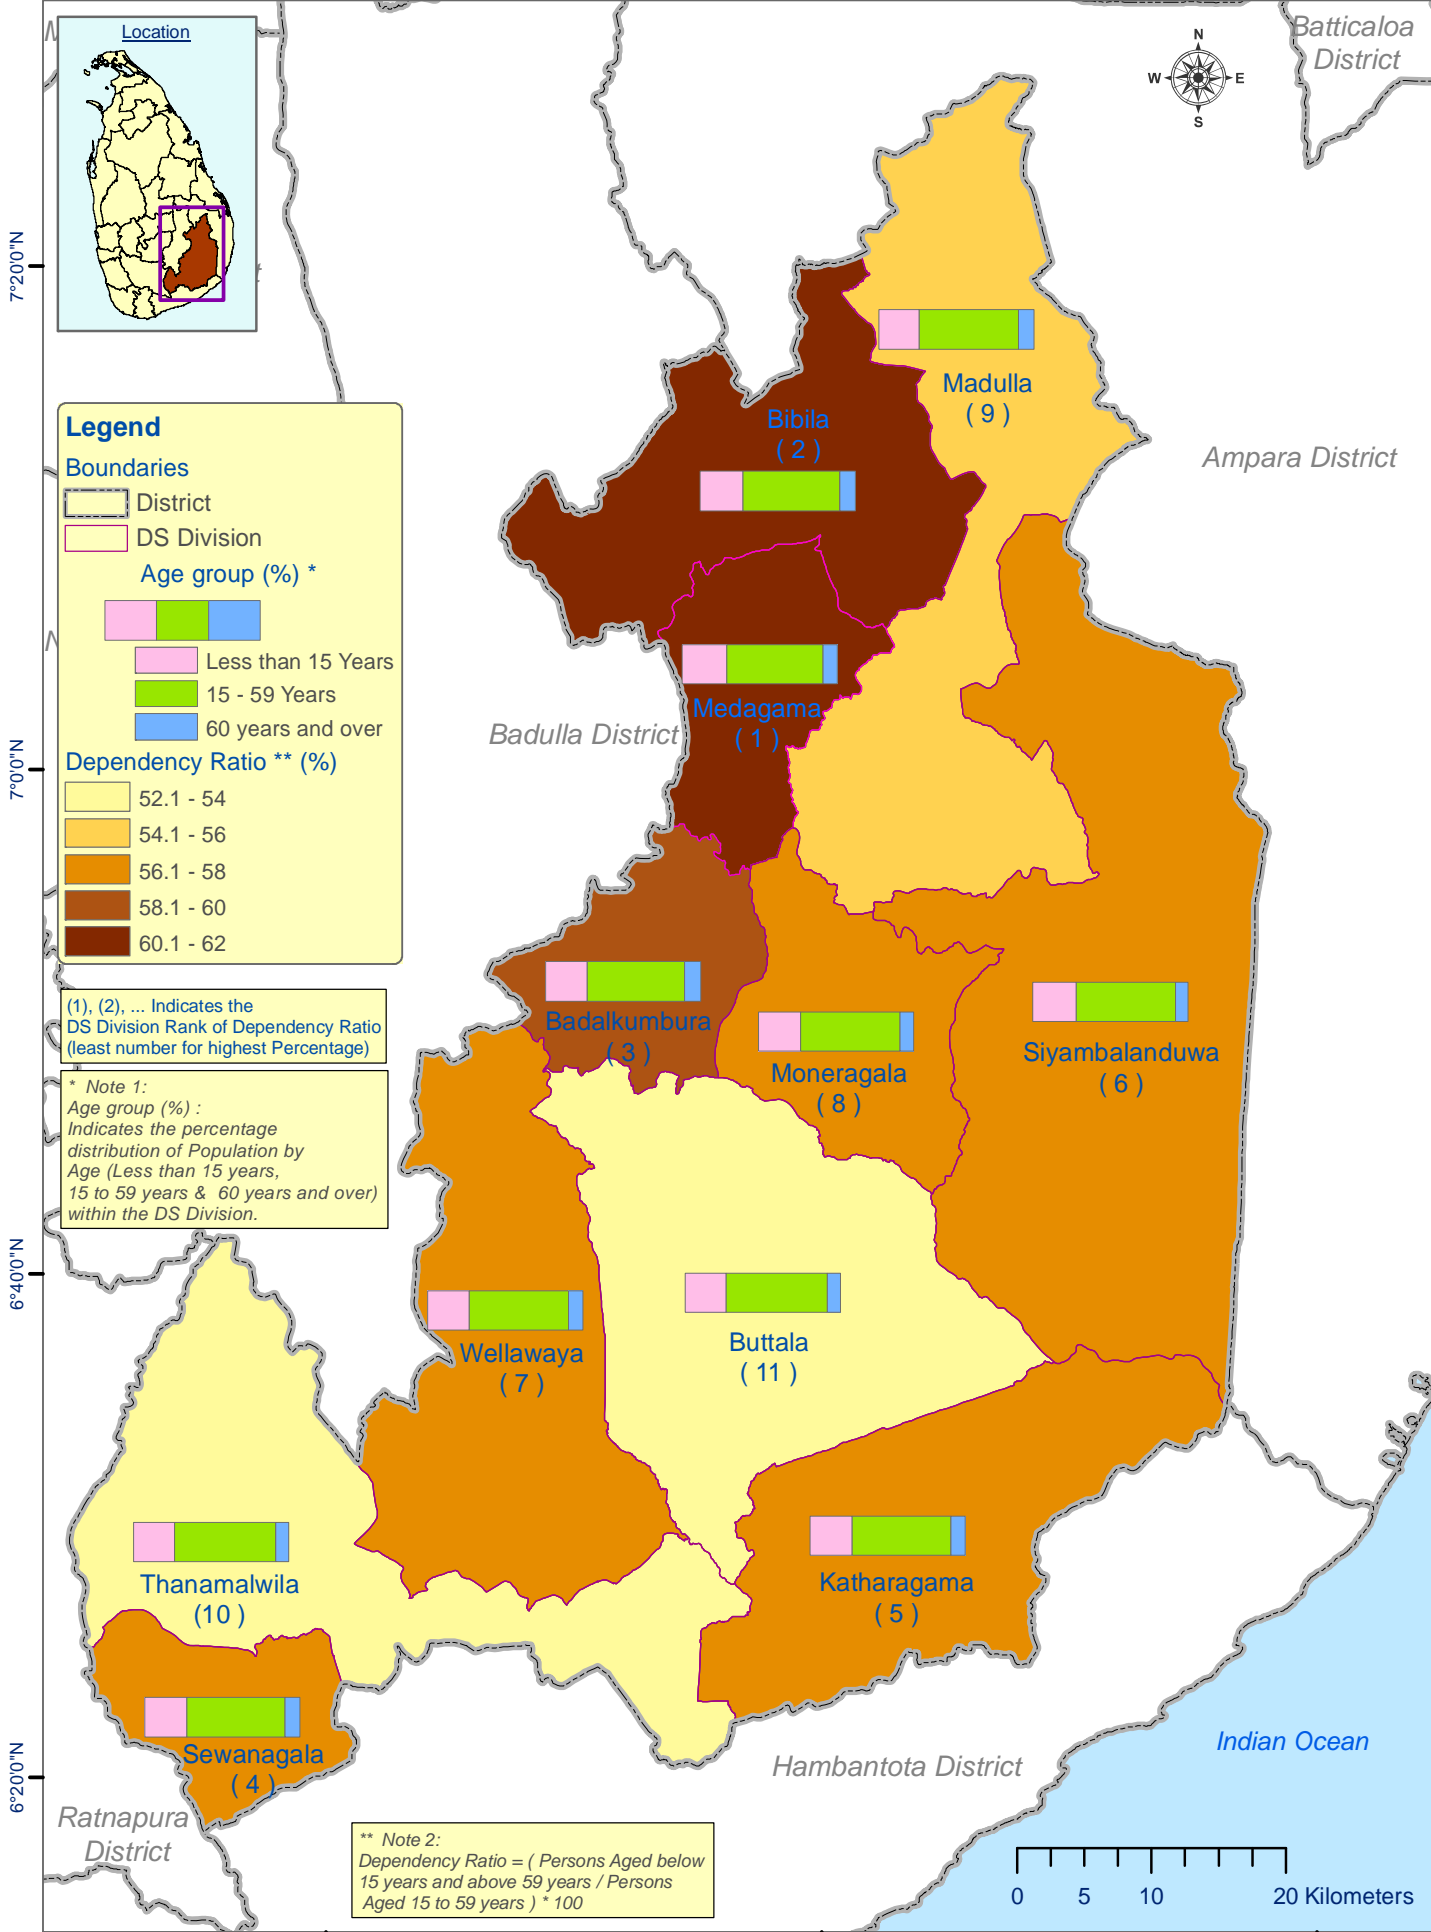 Location
N
W
E
S
Batticaloa
District
7°20'0"N
Madulla
( 9 )
Bibila
( 2 )
Ampara District
Legend
Boundaries
District
DS Division
Age group (%) *
Less than 15 Years
15 - 59 Years
60 years and over
Dependency Ratio ** (%)
52.1 - 54
54.1 - 56
56.1 - 58
58.1 - 60
60.1 - 62
Medagama
( 1 )
Badulla District
7°0'0"N
(1), (2), ... Indicates the
DS Division Rank of Dependency Ratio
(least number for highest Percentage)
* Note 1:
Age group (%) :
Indicates the percentage
distribution of Population by
Age (Less than 15 years,
15 to 59 years & 60 years and over)
within the DS Division.
Badalkumbura
( 3 )
Moneragala
( 8 )
Siyambalanduwa
( 6 )
6°40'0"N
Wellawaya
( 7 )
Buttala
( 11 )
Thanamalwila
(10 )
Katharagama
( 5 )
Sewanagala
( 4 )
6°20'0"N
Ratnapura
District
Hambantota District
Indian Ocean
** Note 2:
Dependency Ratio = ( Persons Aged below
15 years and above 59 years / Persons
Aged 15 to 59 years ) * 100
0 5 10 20 Kilometers